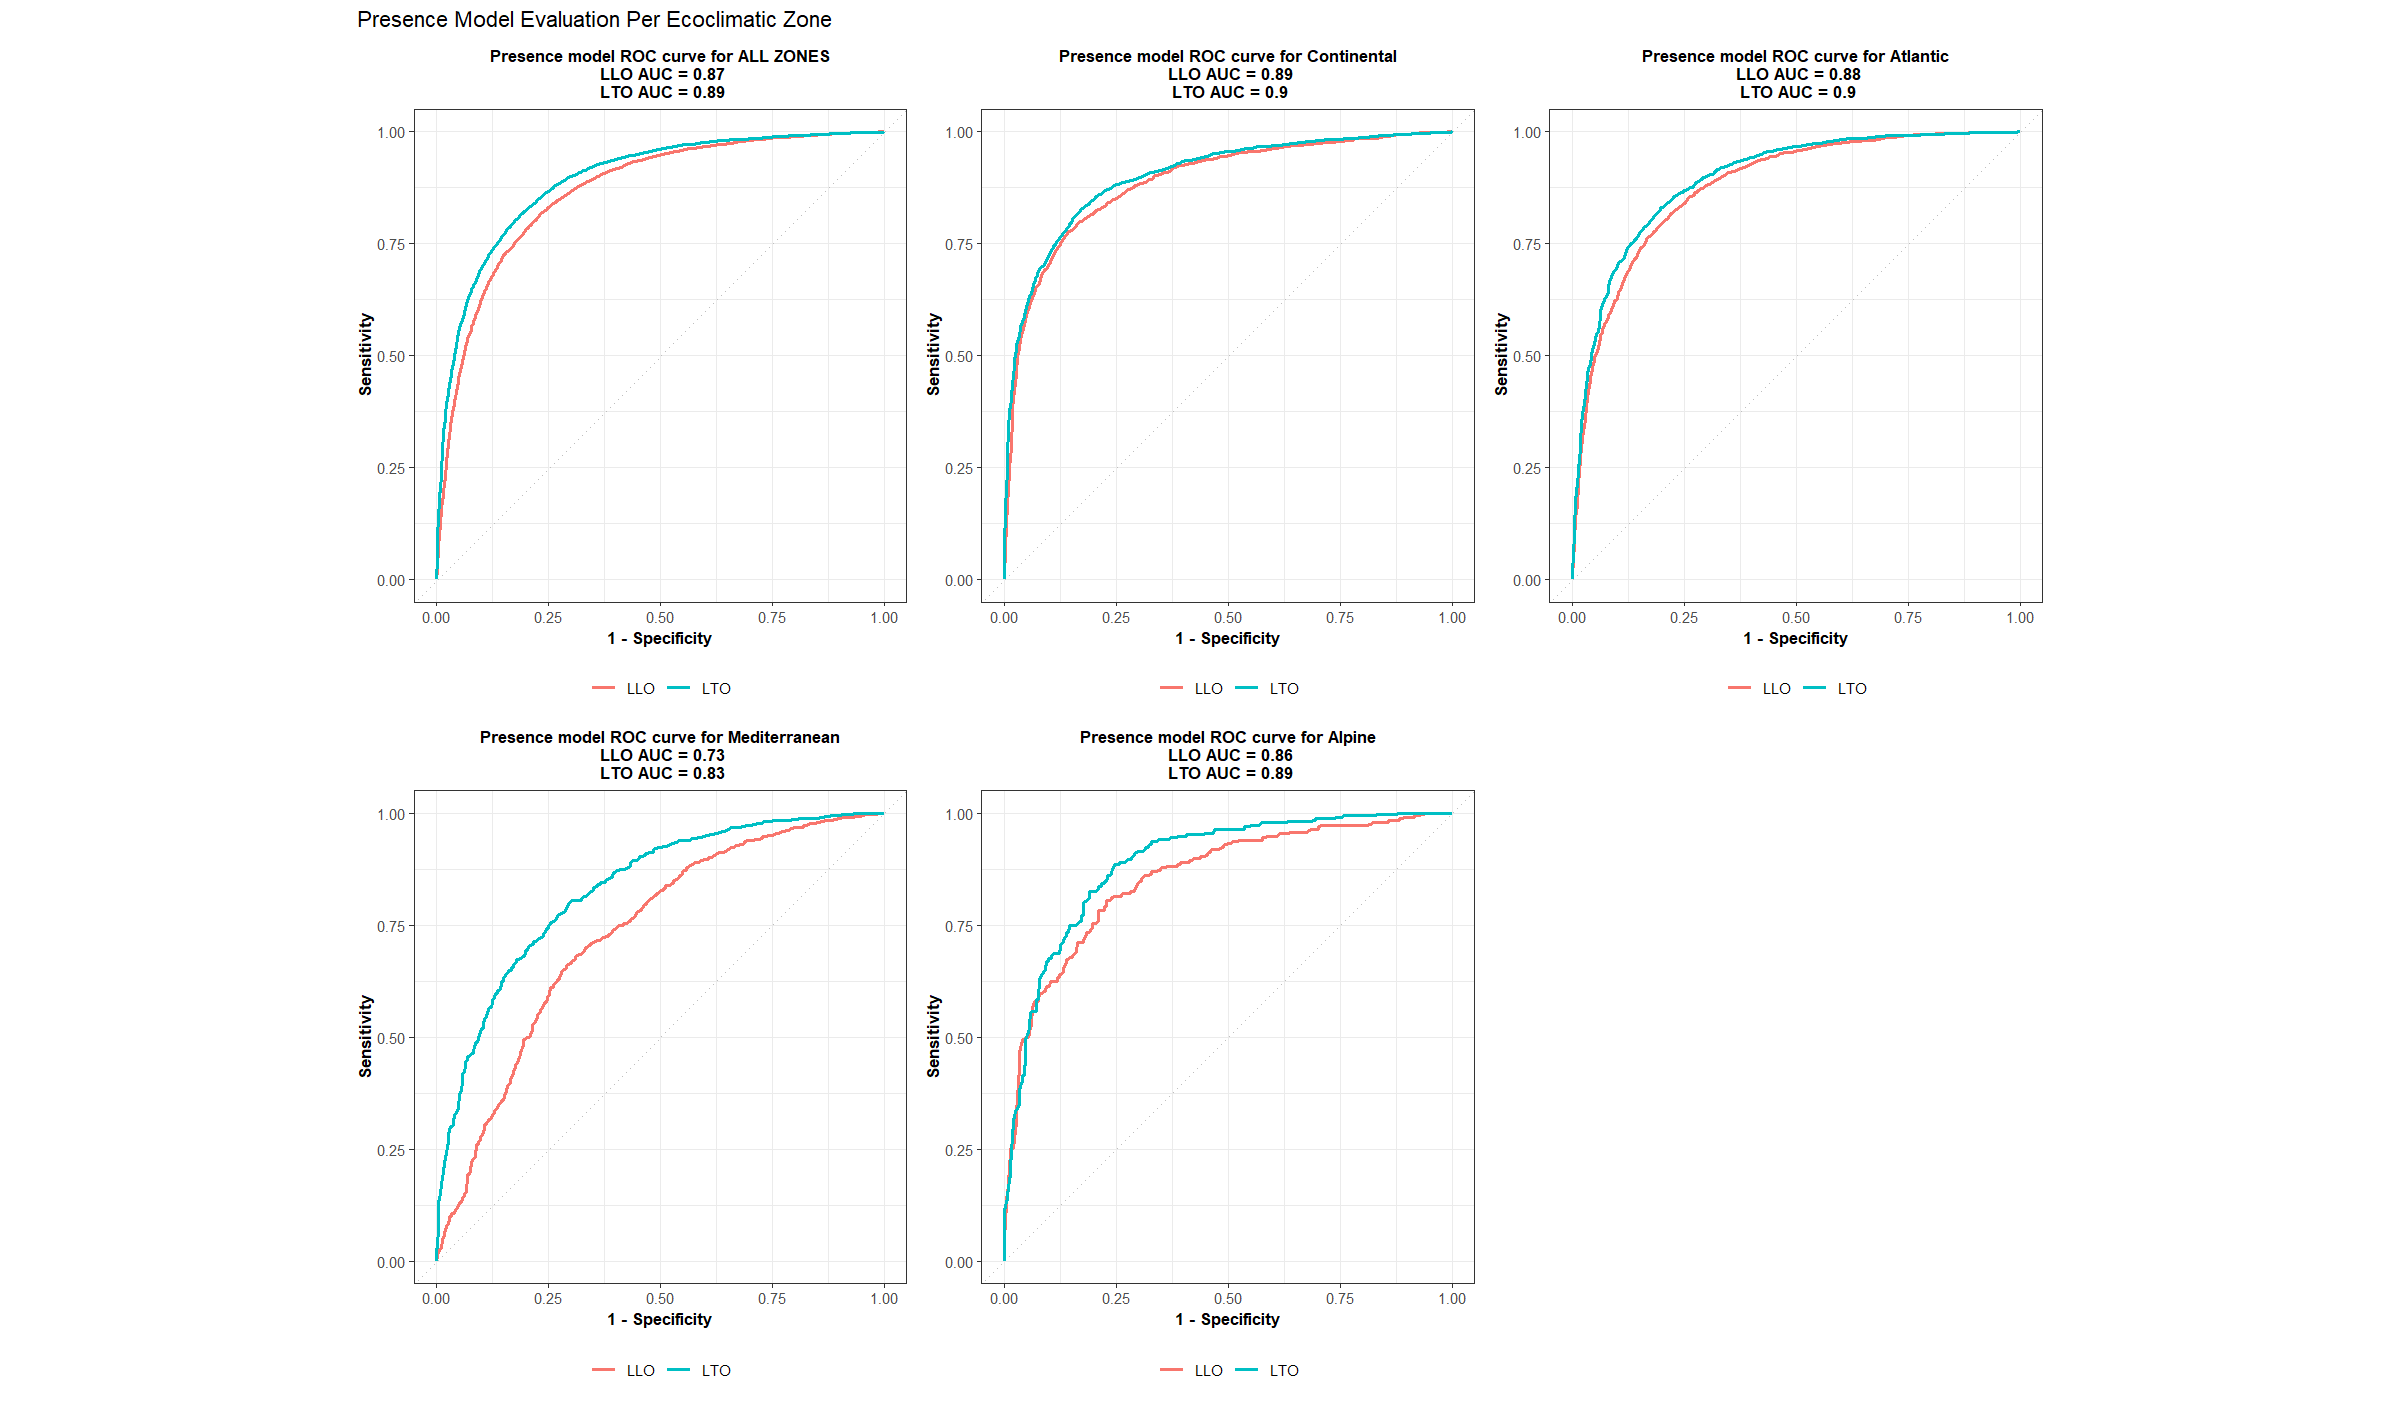 Presence Model Evaluation Per Ecoclimatic Zone
Presence model ROC curve for ALL ZONES
LLO AUC = 0.87
LTO AUC = 0.89
1.00
0.75
0.50
0.25
0.00
Sensitivity
0.00 0.25 0.50 0.75 1.00
1 - Specificity
LLO LTO
Presence model ROC curve for Continental
LLO AUC = 0.89
LTO AUC = 0.9
1.00
0.75
0.50
0.25
0.00
Sensitivity
0.00 0.25 0.50 0.75 1.00
1 - Specificity
LLO LTO
Presence model ROC curve for Atlantic
LLO AUC = 0.88
LTO AUC = 0.9
1.00
0.75
0.50
0.25
0.00
Sensitivity
0.00 0.25 0.50 0.75 1.00
1 - Specificity
LLO LTO
Presence model ROC curve for Mediterranean
LLO AUC = 0.73
LTO AUC = 0.83
1.00
0.75
0.50
0.25
0.00
Sensitivity
0.00 0.25 0.50 0.75 1.00
1 - Specificity
LLO LTO
Presence model ROC curve for Alpine
LLO AUC = 0.86
LTO AUC = 0.89
1.00
0.75
0.50
0.25
0.00
Sensitivity
0.00 0.25 0.50 0.75 1.00
1 - Specificity
LLO LTO